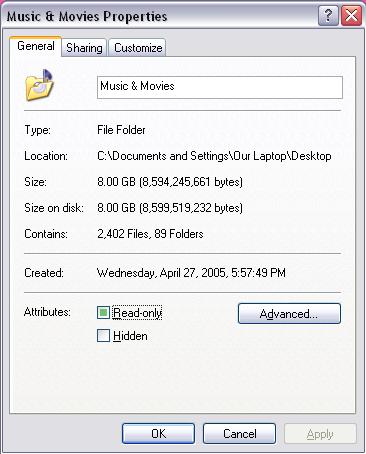 Music & Movies Properties
General Sharing Customize
Music & Movies
Type: File Folder
Location: C:\Documents and Settings\Our Laptop\Desktop
Size: 8.00 GB (8,594,245,661 bytes)
Size on disk: 8.00 GB (8,599,519,232 bytes)
Contains: 2,402 Files, 89 Folders
Created: Wednesday, April 27, 2005, 5:57:49 PM
Attributes: Read-only Advanced...
Hidden
OK Cancel Apply